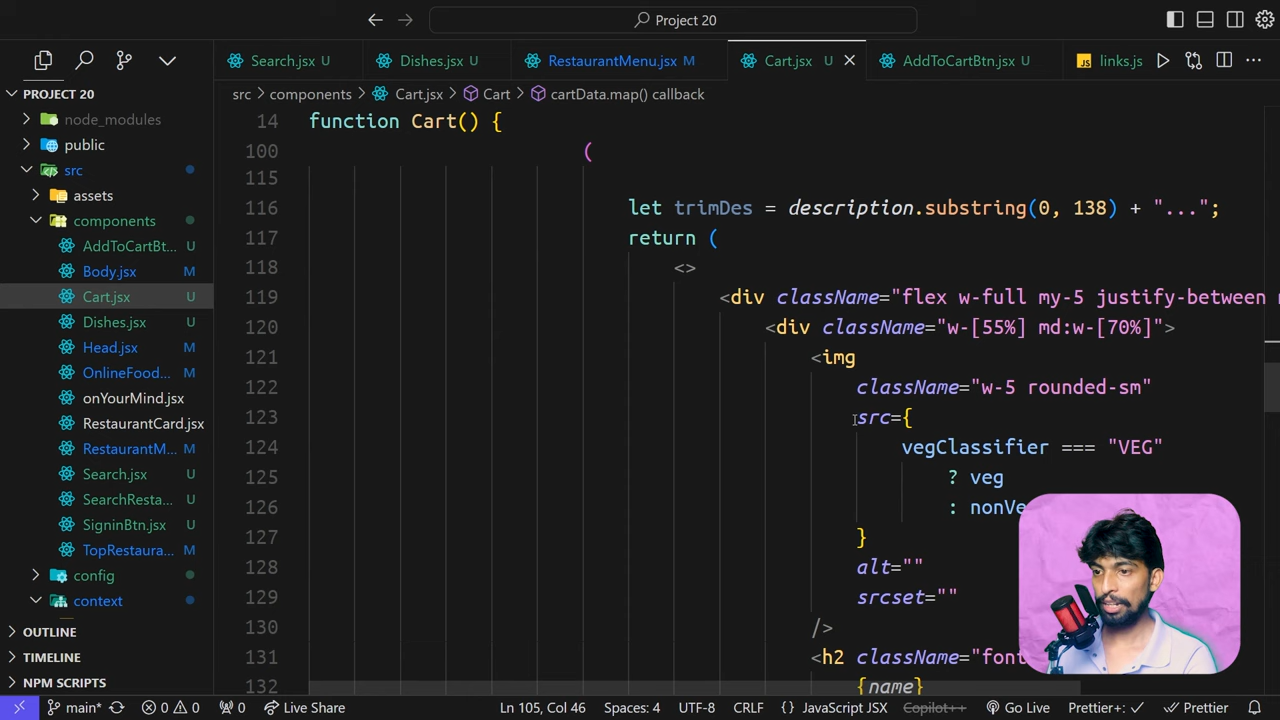 Project 20
Search.jsx U
Dishes.jsx U
RestaurantMenu.jsx M
Cart.jsx U
AddToCartBtn.jsx U
JS links.js
PROJECT 20
src > components > Cart.jsx > Cart > cartData.map() callback
node_modules
public
src
assets
components
AddToCartBt... U
Body.jsx M
Cart.jsx U
Dishes.jsx U
Head.jsx M
OnlineFood... M
onYourMind.jsx
RestaurantCard.jsx
RestaurantM... M
Search.jsx U
SearchResta... U
SigninBtn.jsx U
TopRestaura... M
config
context
OUTLINE
TIMELINE
NPM SCRIPTS
14 function Cart() {
100 (
115
116 let trimDes = description.substring(0, 138) + "...";
117 return (
118 <>
119 <div className="flex w-full my-5 justify-between
120 <div className="w-[55%] md:w-[70%]">
121 <img
122 className="w-5 rounded-sm"
123 src={
124 vegClassifier === "VEG"
125 ? veg
126 : nonVe
127 }
128 alt=""
129 srcset=""
130 />
131 <h2 className="font
132 {name}
main* 0 0 0 Live Share Ln 105, Col 46 Spaces: 4 UTF-8 CRLF {} JavaScript JSX Copilot++ Go Live Prettier+: Prettier